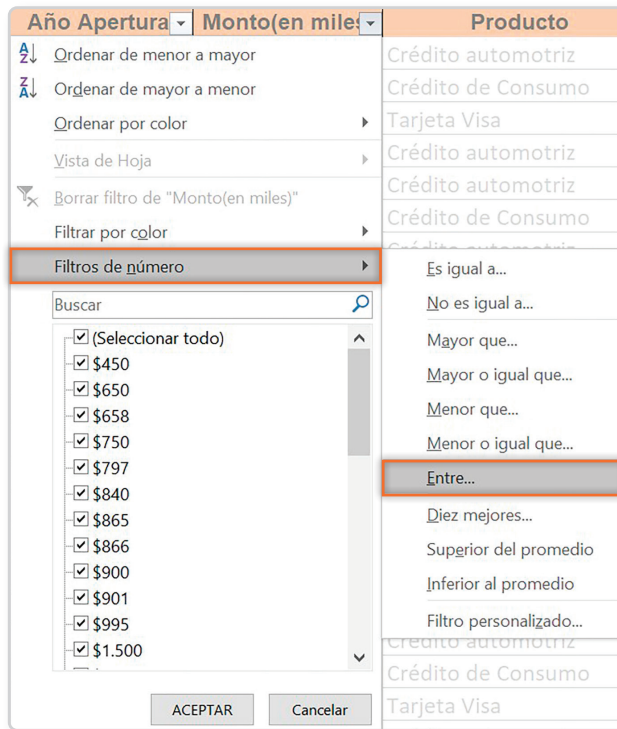 Año Apertura Monto(en miles Producto
Ordenar de menor a mayor
Ordenar de mayor a menor
Ordenar por color
Vista de Hoja
Borrar filtro de "Monto(en miles)"
Filtrar por color
Filtros de número
Buscar
(Seleccionar todo)
$450
$650
$658
$750
$797
$840
$865
$866
$900
$901
$995
$1.500
ACEPTAR Cancelar
Crédito automotriz
Crédito de Consumo
Tarjeta Visa
Crédito automotriz
Crédito automotriz
Crédito de Consumo
Crédito automotriz
Es igual a...
No es igual a...
Mayor que...
Mayor o igual que...
Menor que...
Menor o igual que...
Entre...
Diez mejores...
Superior del promedio
Inferior al promedio
Filtro personalizado...
Crédito automotriz
Crédito de Consumo
Tarjeta Visa